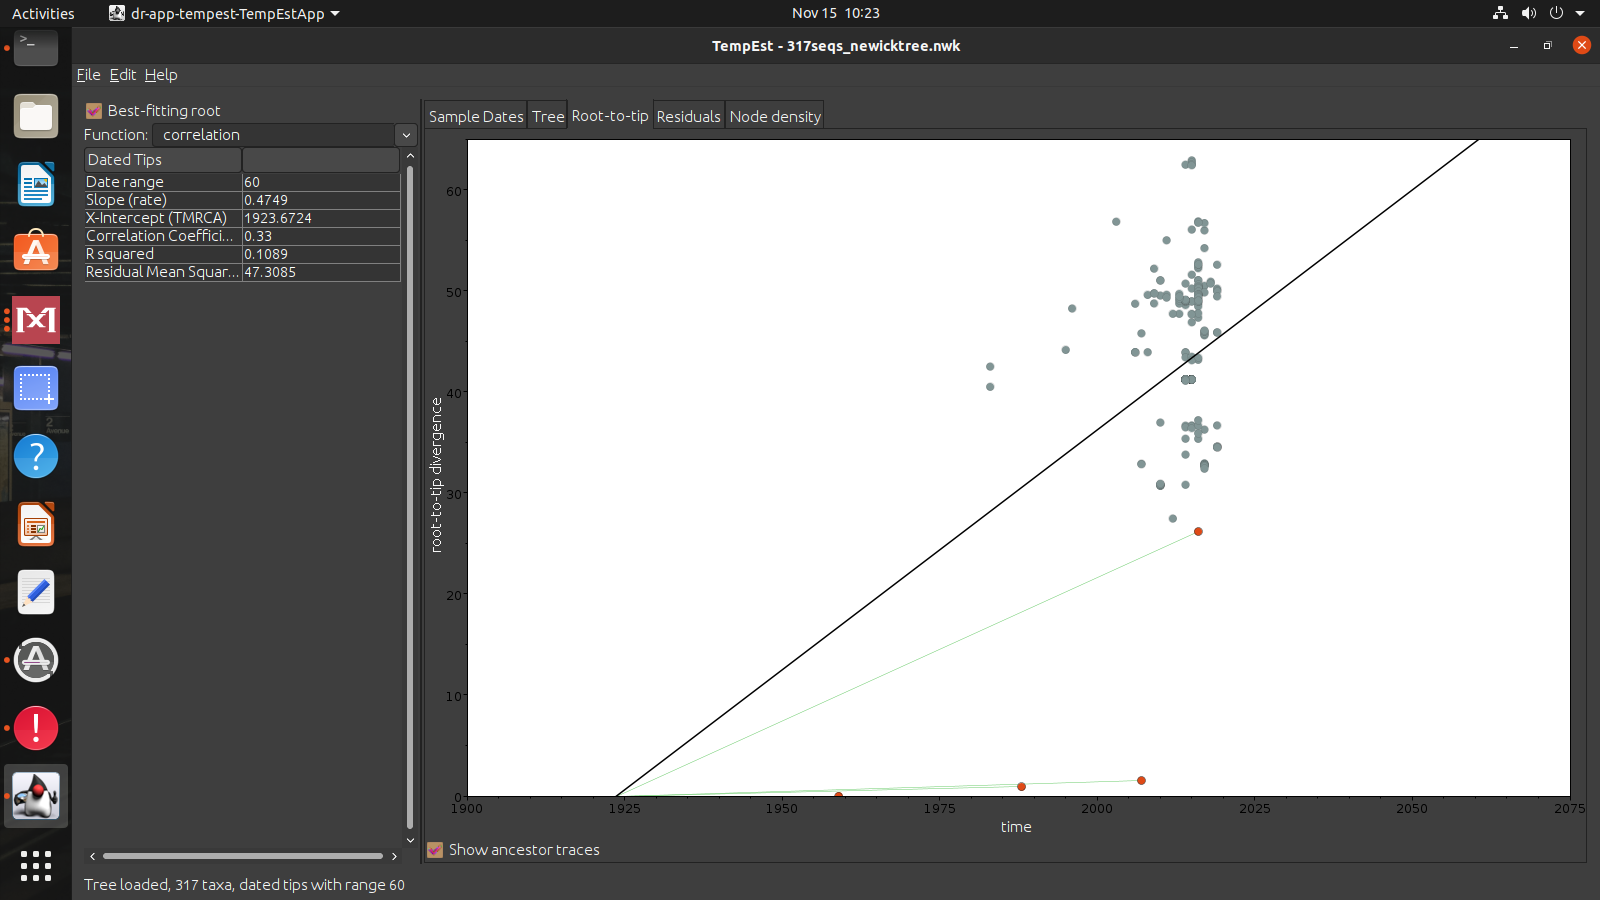 Activities
dr-app-tempest-TempEstApp
Nov 15 10:23
TempEst - 317seqs_newicktree.nwk
File Edit Help
Best-fitting root
Function: correlation
Dated Tips
Date range 60
Slope (rate) 0.4749
X-Intercept (TMRCA) 1923.6724
Correlation Coeffici... 0.33
R squared 0.1089
Residual Mean Squar... 47.3085
Sample Dates Tree Root-to-tip Residuals Node density
root-to-tip divergence
60
50
40
30
20
10
0
1900 1925 1950 1975 2000 2025 2050 2075
time
Show ancestor traces
Tree loaded, 317 taxa, dated tips with range 60